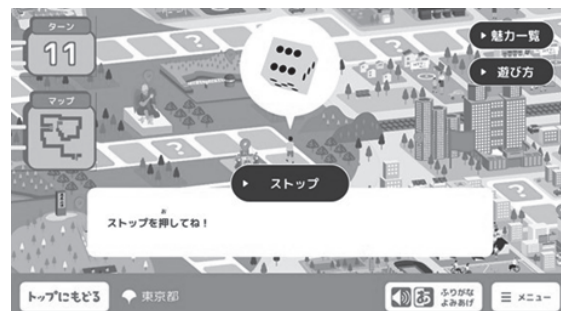 ターン
11
魅力一覧
遊び方
マップ
?
?
?
ストップ
お
ストップを押してね！
トップにもどる
東京都
ふりがな
よみあげ
メニュー